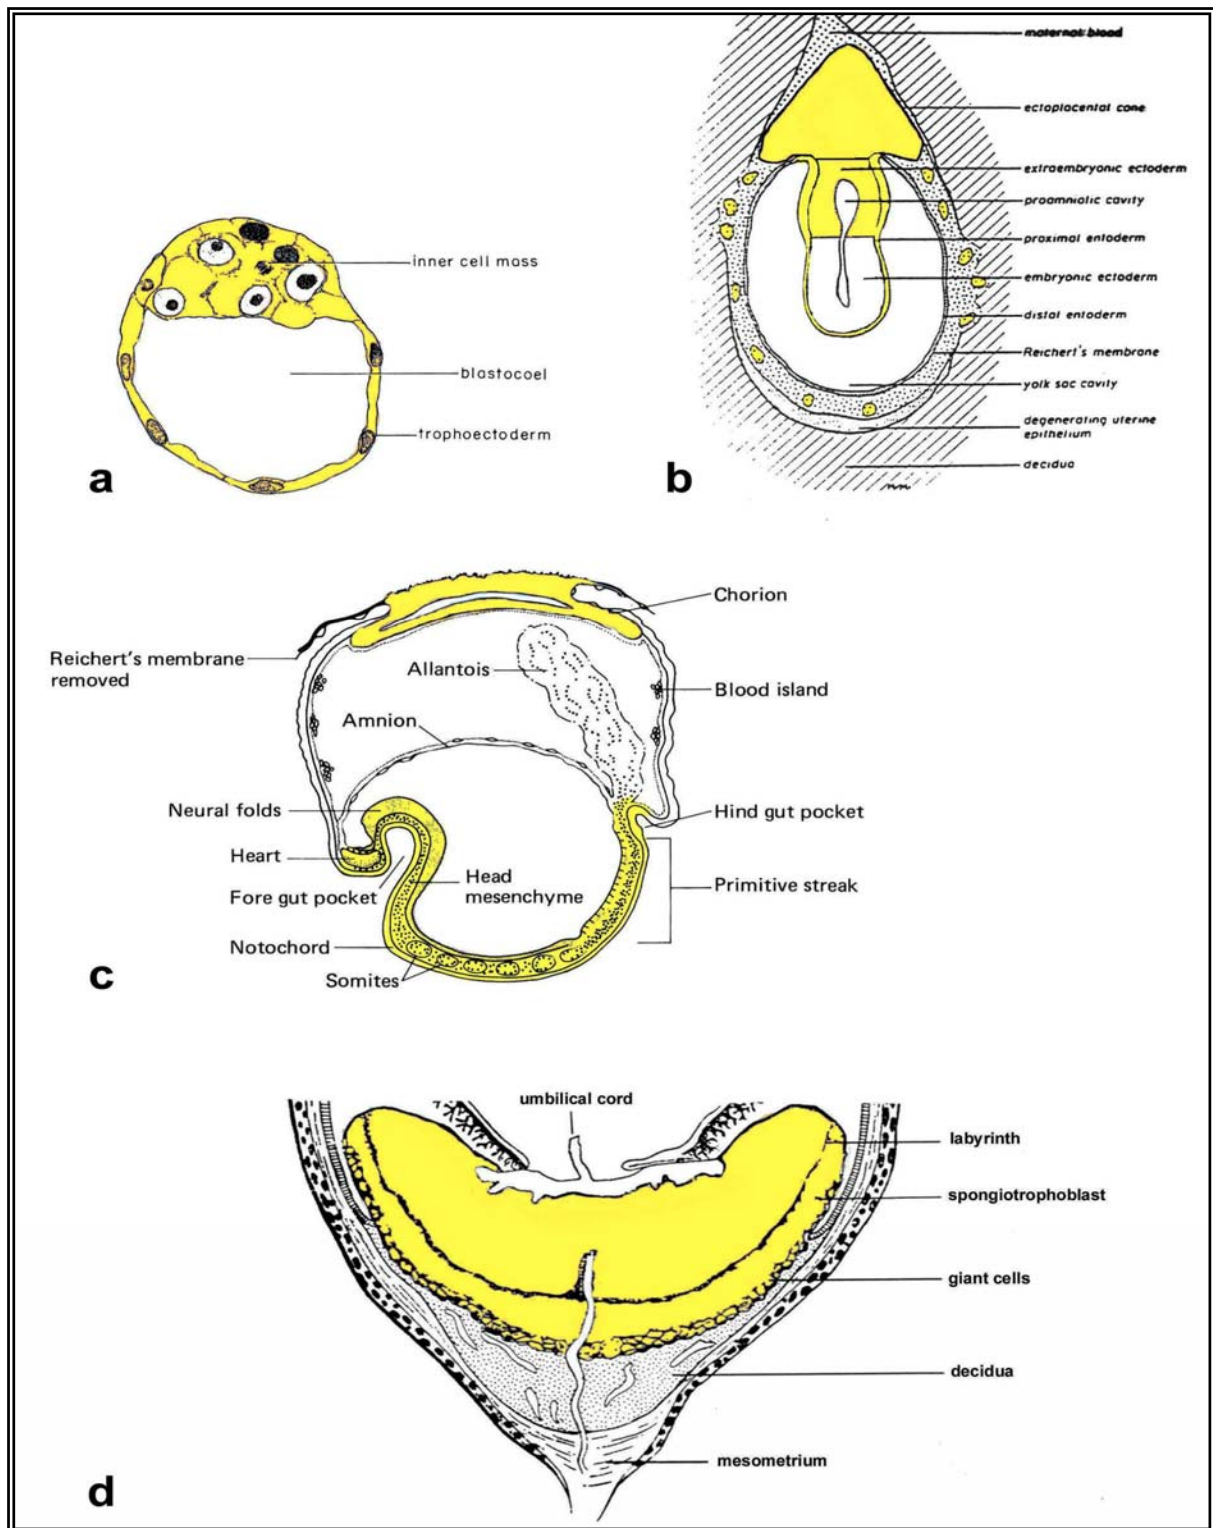 a
inner cell mass
blastocoel
trophoectoderm
b
maternal blood
ectoplacental cone
extraembryonic ectoderm
proamniotic cavity
proximal entoderm
embryonic ectoderm
distal entoderm
Reichert's membrane
yolk sac cavity
degenerating uterine
epithelium
decidua
c
Chorion
Reichert's membrane
removed
Allantois
Blood island
Amnion
Neural folds
Hind gut pocket
Heart
Head
mesenchyme
Fore gut pocket
Primitive streak
Notochord
Somites
d
umbilical cord
labyrinth
spongiotrophoblast
giant cells
decidua
mesometrium